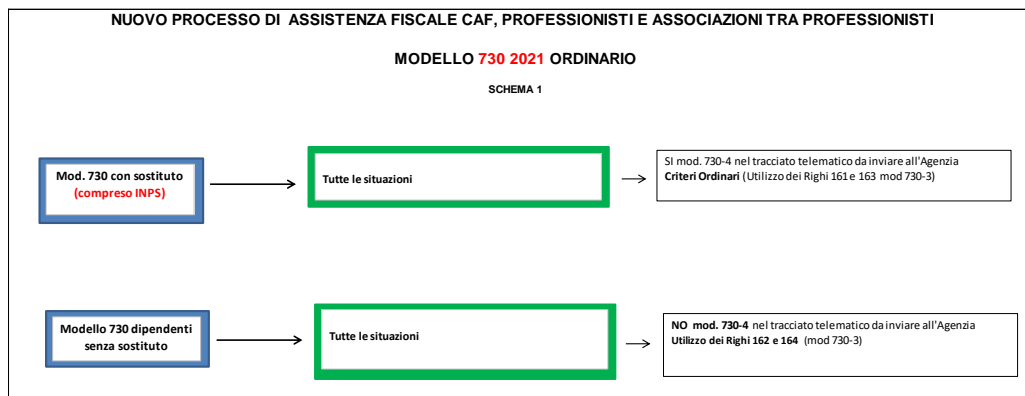 NUOVO PROCESSO DI ASSISTENZA FISCALE CAF, PROFESSIONISTI E ASSOCIAZIONI TRA PROFESSIONISTI
MODELLO 730 2021 ORDINARIO
SCHEMA 1
Mod. 730 con sostituto
(compreso INPS)
Tutte le situazioni
SI mod. 730-4 nel tracciato telematico da inviare all'Agenzia
Criteri Ordinari (Utilizzo dei Righi 161 e 163 mod 730-3)
Modello 730 dipendenti
senza sostituto
Tutte le situazioni
NO mod. 730-4 nel tracciato telematico da inviare all'Agenzia
Utilizzo dei Righi 162 e 164 (mod 730-3)